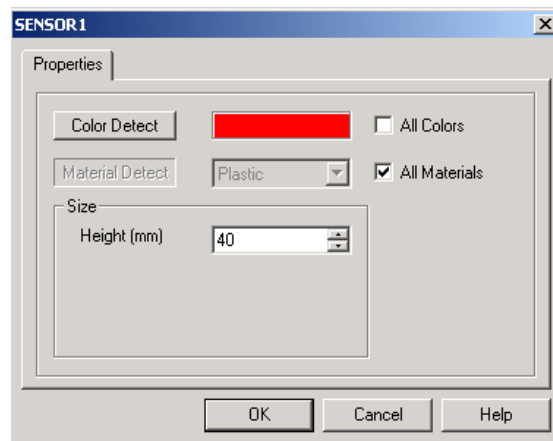 SENSOR1
Properties
Color Detect
All Colors
Material Detect Plastic All Materials
Size
Height (mm) 40
OK Cancel Help